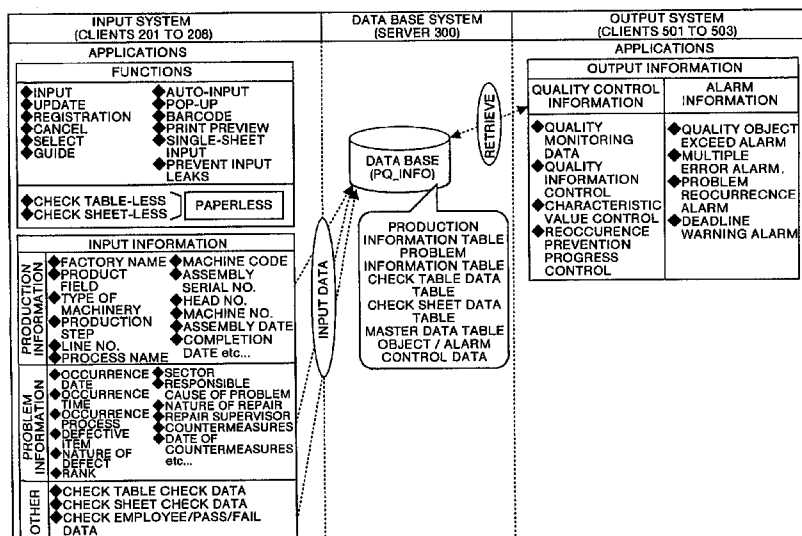 INPUT SYSTEM
(CLIENTS 201 TO 208)
DATA BASE SYSTEM
(SERVER 300)
OUTPUT SYSTEM
(CLIENTS 501 TO 503)
APPLICATIONS
FUNCTIONS
◆INPUT
◆UPDATE
◆REGISTRATION
◆CANCEL
◆SELECT
◆GUIDE
◆AUTO-INPUT
◆POP-UP
◆BARCODE
◆PRINT PREVIEW
◆SINGLE-SHEET
INPUT
◆PREVENT INPUT
LEAKS
◆CHECK TABLE-LESS
◆CHECK SHEET-LESS
PAPERLESS
INPUT INFORMATION
PRODUCTION
INFORMATION
◆FACTORY NAME
◆PRODUCT
FIELD
◆TYPE OF
MACHINERY
◆PRODUCTION
STEP
◆LINE NO.
◆PROCESS NAME
◆MACHINE CODE
◆ASSEMBLY
SERIAL NO.
◆HEAD NO.
◆MACHINE NO.
◆ASSEMBLY DATE
◆COMPLETION
DATE etc...
PROBLEM
INFORMATION
◆OCCURRENCE
DATE
◆OCCURRENCE
TIME
◆OCCURRENCE
PROCESS
◆DEFECTIVE
ITEM
◆NATURE OF
DEFECT
◆RANK
◆SECTOR
◆RESPONSIBLE
CAUSE OF PROBLEM
◆NATURE OF REPAIR
◆REPAIR SUPERVISOR
◆COUNTERMEASURES
◆DATE OF
COUNTERMEASURES
etc...
OTHER
◆CHECK TABLE CHECK DATA
◆CHECK SHEET CHECK DATA
◆CHECK EMPLOYEE/PASS/FAIL
DATA
INPUT DATA
DATA BASE
(PQ_INFO)
PRODUCTION
INFORMATION TABLE
PROBLEM
INFORMATION TABLE
CHECK TABLE DATA
TABLE
CHECK SHEET DATA
TABLE
MASTER DATA TABLE
OBJECT / ALARM
CONTROL DATA
RETRIEVE
APPLICATIONS
OUTPUT INFORMATION
QUALITY CONTROL
INFORMATION
◆QUALITY
MONITORING
DATA
◆QUALITY
INFORMATION
CONTROL
◆CHARACTERISTIC
VALUE CONTROL
◆REOCCURENCE
PREVENTION
PROGRESS
CONTROL
ALARM
INFORMATION
◆QUALITY OBJECT
EXCEED ALARM
◆MULTIPLE
ERROR ALARM.
◆PROBLEM
REOCURRECNCE
ALARM
◆DEADLINE
WARNING ALARM